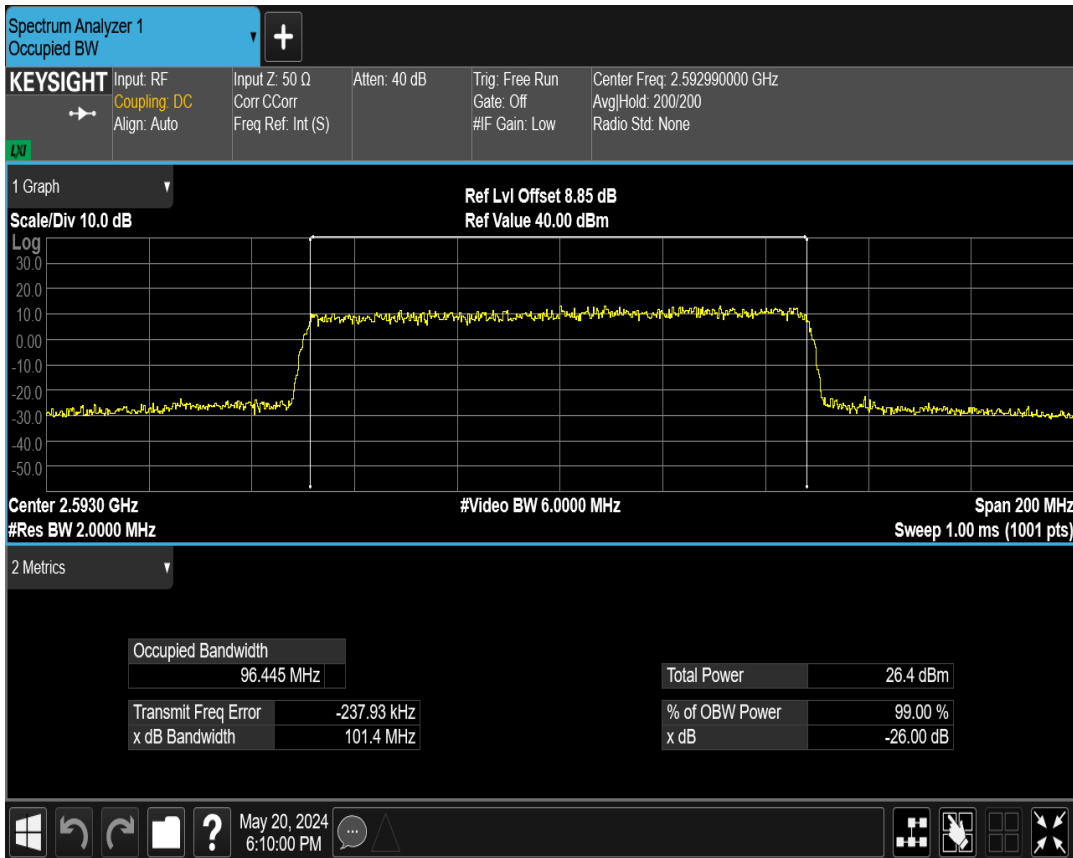 Spectrum Analyzer 1
Occupied BW
+
KEYSIGHT
LXI
Input: RF
Coupling: DC
Align: Auto
Input Z: 50 Ω
Corr CCorr
Freq Ref: Int (S)
Atten: 40 dB
Trig: Free Run
Gate: Off
#IF Gain: Low
Center Freq: 2.592990000 GHz
Avg|Hold: 200/200
Radio Std: None
1 Graph
Ref Lvl Offset 8.85 dB
Scale/Div 10.0 dB
Ref Value 40.00 dBm
Log
30.0
20.0
10.0
0.00
-10.0
-20.0
-30.0
-40.0
-50.0
Center 2.5930 GHz
#Video BW 6.0000 MHz
Span 200 MHz
#Res BW 2.0000 MHz
Sweep 1.00 ms (1001 pts)
2 Metrics
Occupied Bandwidth
96.445 MHz
Total Power 26.4 dBm
Transmit Freq Error -237.93 kHz
% of OBW Power 99.00 %
x dB Bandwidth 101.4 MHz
x dB -26.00 dB
?
May 20, 2024
6:10:00 PM